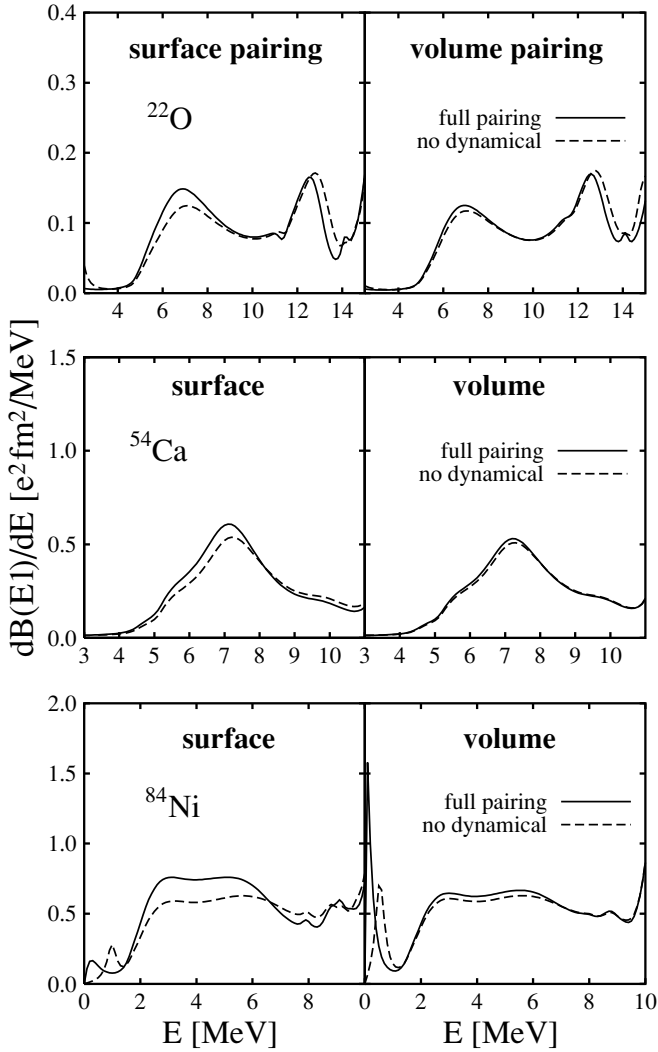 surface pairing
volume pairing
22O
full pairing
no dynamical
0.4
0.3
0.2
0.1
0.0
4 6 8 10 12 14
4 6 8 10 12 14
dB(E1)/dE [e2fm2/MeV]
surface
volume
54Ca
full pairing
no dynamical
1.5
1.0
0.5
0.0
3 4 5 6 7 8 9 10
3 4 5 6 7 8 9 10
surface
volume
84Ni
full pairing
no dynamical
2.0
1.5
1.0
0.5
0.0
0 2 4 6 8
0 2 4 6 8 10
E [MeV]
E [MeV]